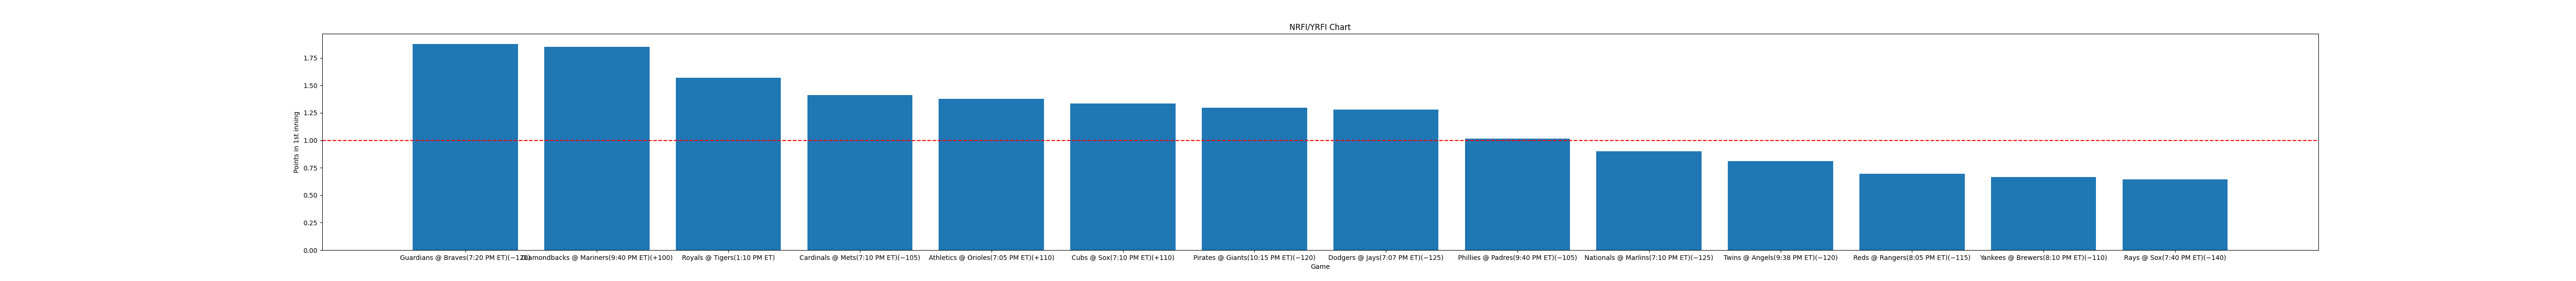 NRFI/YRFI Chart
Points in 1st inning
1.75
1.50
1.25
1.00
0.75
0.50
0.25
0.00
Guardians @ Braves(7:20 PM ET)(−120) Diamondbacks @ Mariners(9:40 PM ET)(+100) Royals @ Tigers(1:10 PM ET) Cardinals @ Mets(7:10 PM ET)(−105) Athletics @ Orioles(7:05 PM ET)(+110) Cubs @ Sox(7:10 PM ET)(+110) Pirates @ Giants(10:15 PM ET)(−120) Dodgers @ Jays(7:07 PM ET)(−125) Phillies @ Padres(9:40 PM ET)(−105) Nationals @ Marlins(7:10 PM ET)(−125) Twins @ Angels(9:38 PM ET)(−120) Reds @ Rangers(8:05 PM ET)(−115) Yankees @ Brewers(8:10 PM ET)(−110) Rays @ Sox(7:40 PM ET)(−140)
Game